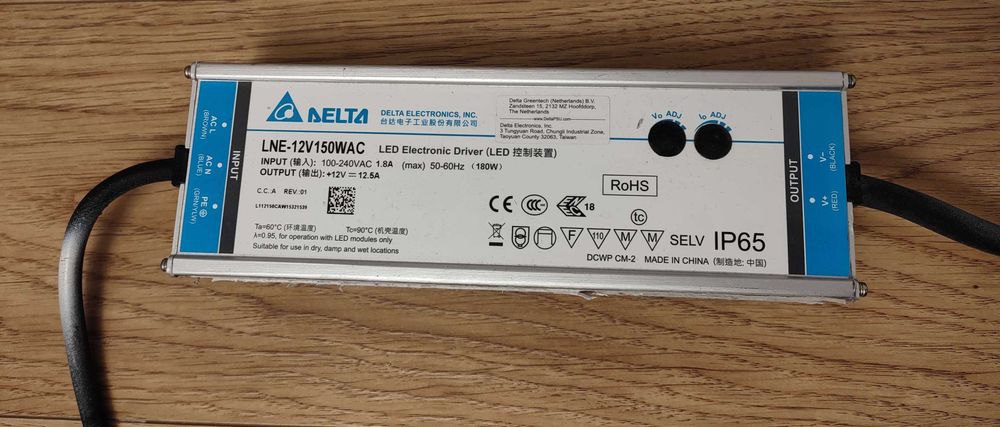 AC L
(BROWN)
AC N
(BLUE)
PE
(GRN/YLW)
INPUT
DELTA
DELTA ELECTRONICS, INC.
台达电子工业股份有限公司
Delta Greentech (Netherlands) B.V.
Zandsteen 15, 2132 MZ Hoofddorp,
The Netherlands
www.DeltaPSU.com
Delta Electronics, Inc.
3 Tungyuan Road, Chungli Industrial Zone,
Taoyuan County 32063, Taiwan
Vo ADJ
Io ADJ
LNE-12V150WAC LED Electronic Driver (LED 控制装置)
INPUT (输入): 100-240VAC 1.8A (max) 50-60Hz (180W)
OUTPUT (输出): +12V 12.5A
C.C.:A REV.:01
RoHS
CE CCC 18
tc
Ta=60°C (环境温度) Tc=90°C (机壳温度)
λ=0.95, for operation with LED modules only
Suitable for use in dry, damp and wet locations
F 110 M M SELV IP65
DCWP CM-2 MADE IN CHINA (制造地: 中国)
OUTPUT
V-
(BLACK)
V+
(RED)